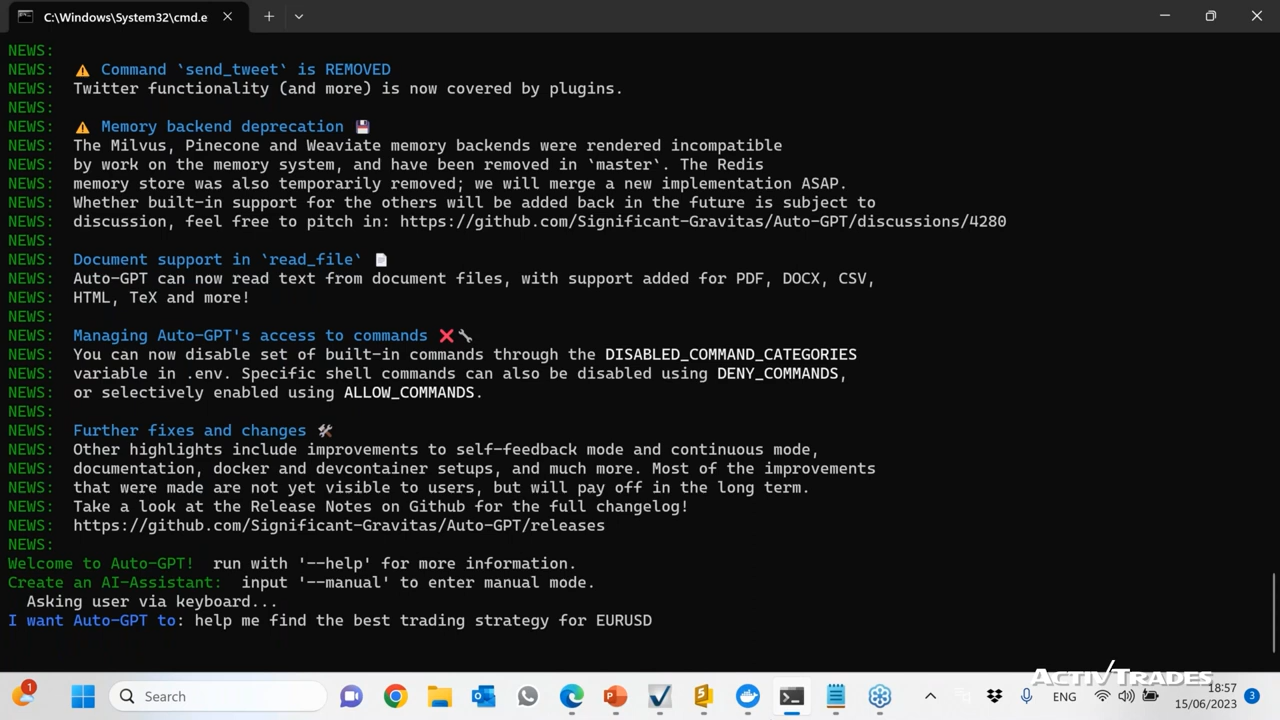 C:\Windows\System32\cmd.e
NEWS:
NEWS: Command `send_tweet` is REMOVED
NEWS: Twitter functionality (and more) is now covered by plugins.
NEWS:
NEWS: Memory backend deprecation
NEWS: The Milvus, Pinecone and Weaviate memory backends were rendered incompatible
NEWS: by work on the memory system, and have been removed in `master`. The Redis
NEWS: memory store was also temporarily removed; we will merge a new implementation ASAP.
NEWS: Whether built-in support for the others will be added back in the future is subject to
NEWS: discussion, feel free to pitch in: https://github.com/Significant-Gravitas/Auto-GPT/discussions/4280
NEWS:
NEWS: Document support in `read_file`
NEWS: Auto-GPT can now read text from document files, with support added for PDF, DOCX, CSV,
NEWS: HTML, TeX and more!
NEWS:
NEWS: Managing Auto-GPT's access to commands
NEWS: You can now disable set of built-in commands through the DISABLED_COMMAND_CATEGORIES
NEWS: variable in .env. Specific shell commands can also be disabled using DENY_COMMANDS,
NEWS: or selectively enabled using ALLOW_COMMANDS.
NEWS:
NEWS: Further fixes and changes
NEWS: Other highlights include improvements to self-feedback mode and continuous mode,
NEWS: documentation, docker and devcontainer setups, and much more. Most of the improvements
NEWS: that were made are not yet visible to users, but will pay off in the long term.
NEWS: Take a look at the Release Notes on Github for the full changelog!
NEWS: https://github.com/Significant-Gravitas/Auto-GPT/releases
NEWS:
Welcome to Auto-GPT! run with '--help' for more information.
Create an AI-Assistant: input '--manual' to enter manual mode.
Asking user via keyboard...
I want Auto-GPT to: help me find the best trading strategy for EURUSD
ActivTrades
1
Search
ENG
18:57
15/06/2023
3